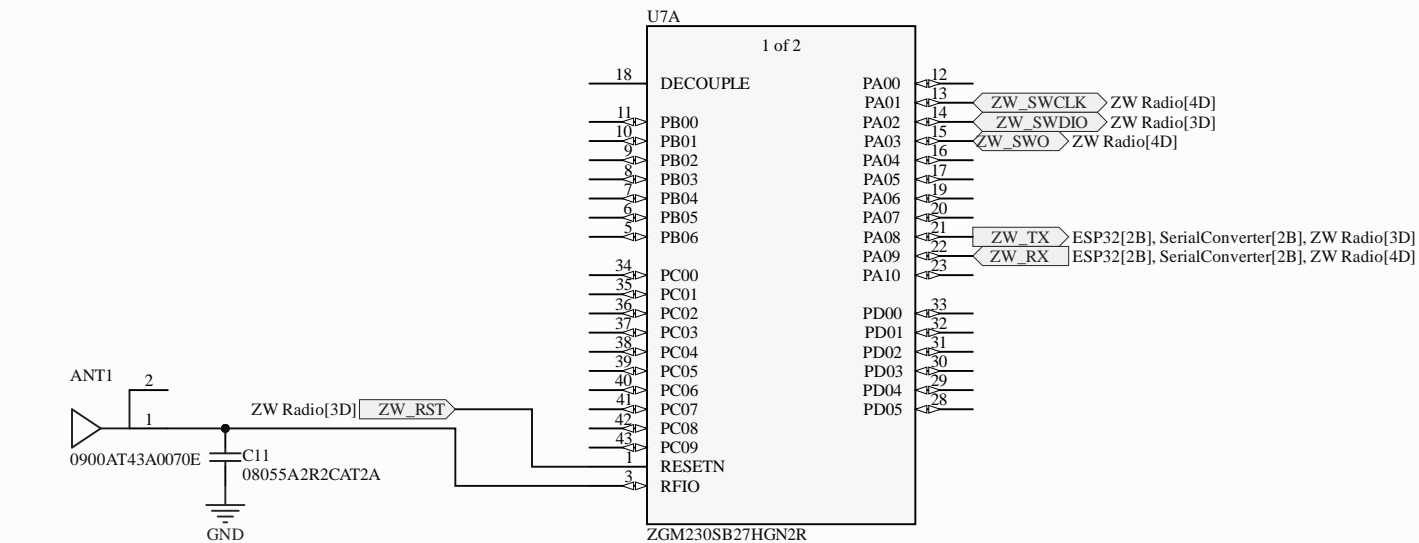 U7A
1 of 2
18 DECOUPLE PA00 12
PA01 13 ZW_SWCLK ZW Radio[4D]
11 PB00 PA02 14 ZW_SWDIO ZW Radio[3D]
10 PB01 PA03 15 ZW_SWO ZW Radio[4D]
9 PB02 PA04 16
8 PB03 PA05 17
7 PB04 PA06 19
6 PB05 PA07 20
5 PB06 PA08 21 ZW_TX ESP32[2B], SerialConverter[2B], ZW Radio[3D]
PA09 22 ZW_RX ESP32[2B], SerialConverter[2B], ZW Radio[4D]
34 PC00 PA10 23
35 PC01
36 PC02 PD00 33
37 PC03 PD01 32
38 PC04 PD02 31
39 PC05 PD03 30
ANT1
2
40 PC06 PD04 29
ZW Radio[3D] ZW_RST 41 PC07 PD05 28
1
42 PC08
43 PC09
0900AT43A0070E
C11
1 RESETN
08055A2R2CAT2A
3 RFIO
GND
ZGM230SB27HGN2R